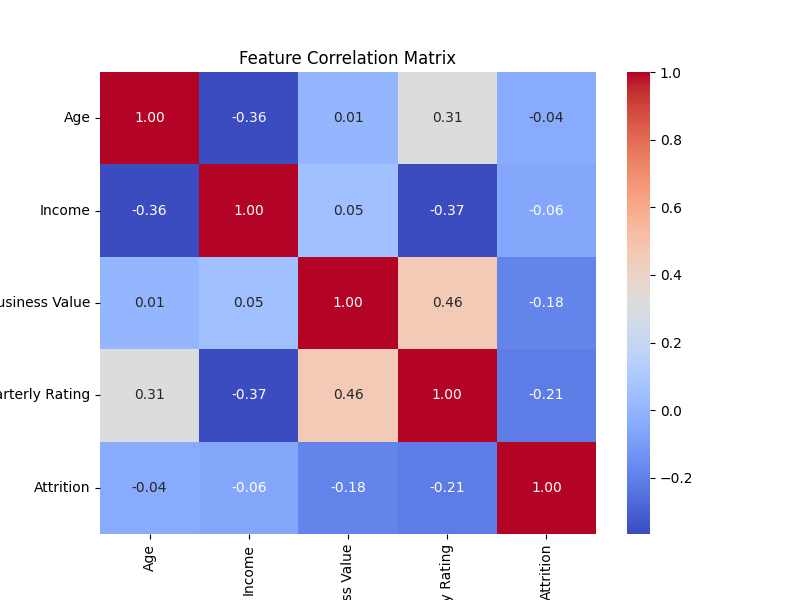 Feature Correlation Matrix
Age 1.00 -0.36 0.01 0.31 -0.04
Income -0.36 1.00 0.05 -0.37 -0.06
usiness Value 0.01 0.05 1.00 0.46 -0.18
arterly Rating 0.31 -0.37 0.46 1.00 -0.21
Attrition -0.04 -0.06 -0.18 -0.21 1.00
Age
Income
ss Value
y Rating
Attrition
1.0
0.8
0.6
0.4
0.2
0.0
−0.2